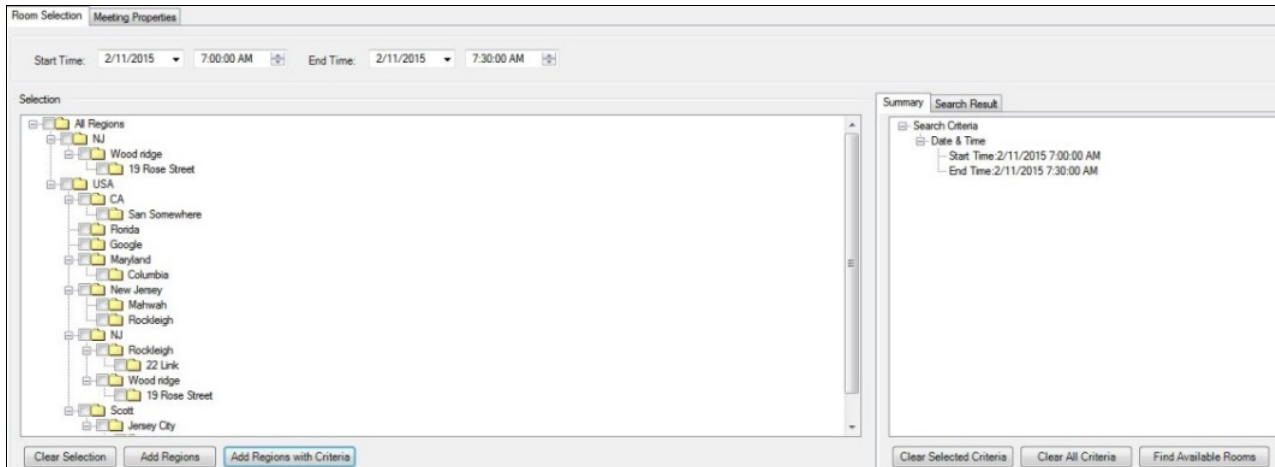 Room Selection Meeting Properties
Start Time: 2/11/2015 7:00:00 AM End Time: 2/11/2015 7:30:00 AM
Selection
All Regions
NJ
Wood ridge
19 Rose Street
USA
CA
San Somewhere
Florida
Google
Maryland
Columbia
New Jersey
Mahwah
Rockleigh
NJ
Rockleigh
22 Link
Wood ridge
19 Rose Street
Scott
Jersey City
Clear Selection Add Regions Add Regions with Criteria
Summary Search Result
Search Criteria
Date & Time
Start Time:2/11/2015 7:00:00 AM
End Time:2/11/2015 7:30:00 AM
Clear Selected Criteria Clear All Criteria Find Available Rooms